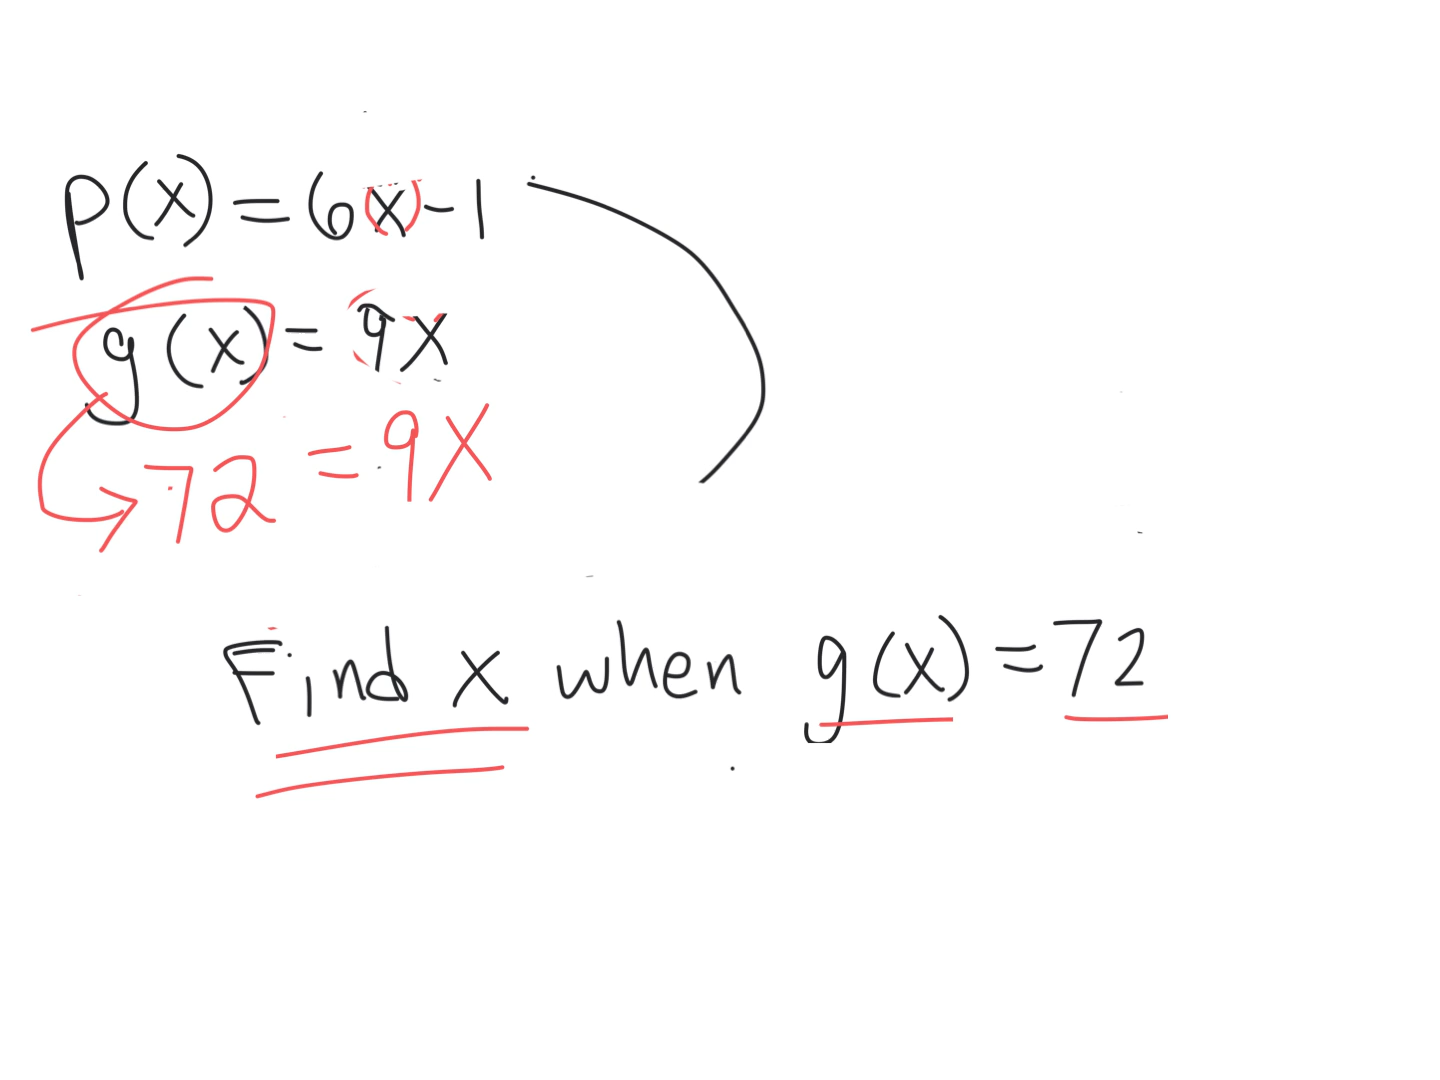 p(x) = (6x-1
g(x) = 9x
72 = 9x
Find x when g(x) = 72